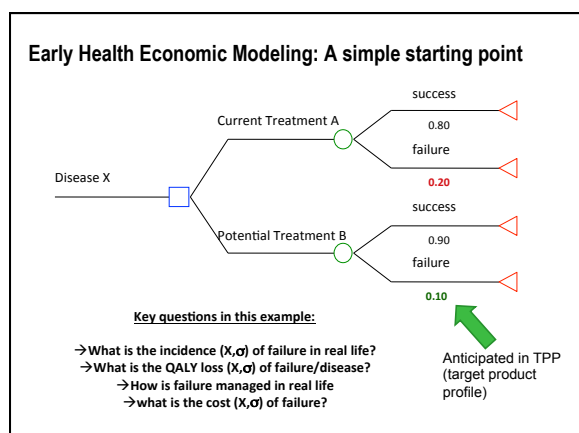 Early Health Economic Modeling: A simple starting point
success
Current Treatment A
0.80
failure
Disease X
0.20
success
Potential Treatment B
0.90
failure
0.10
Key questions in this example:
→What is the incidence (X,σ) of failure in real life?
→What is the QALY loss (X,σ) of failure/disease?
→How is failure managed in real life
→what is the cost (X,σ) of failure?
Anticipated in TPP
(target product
profile)